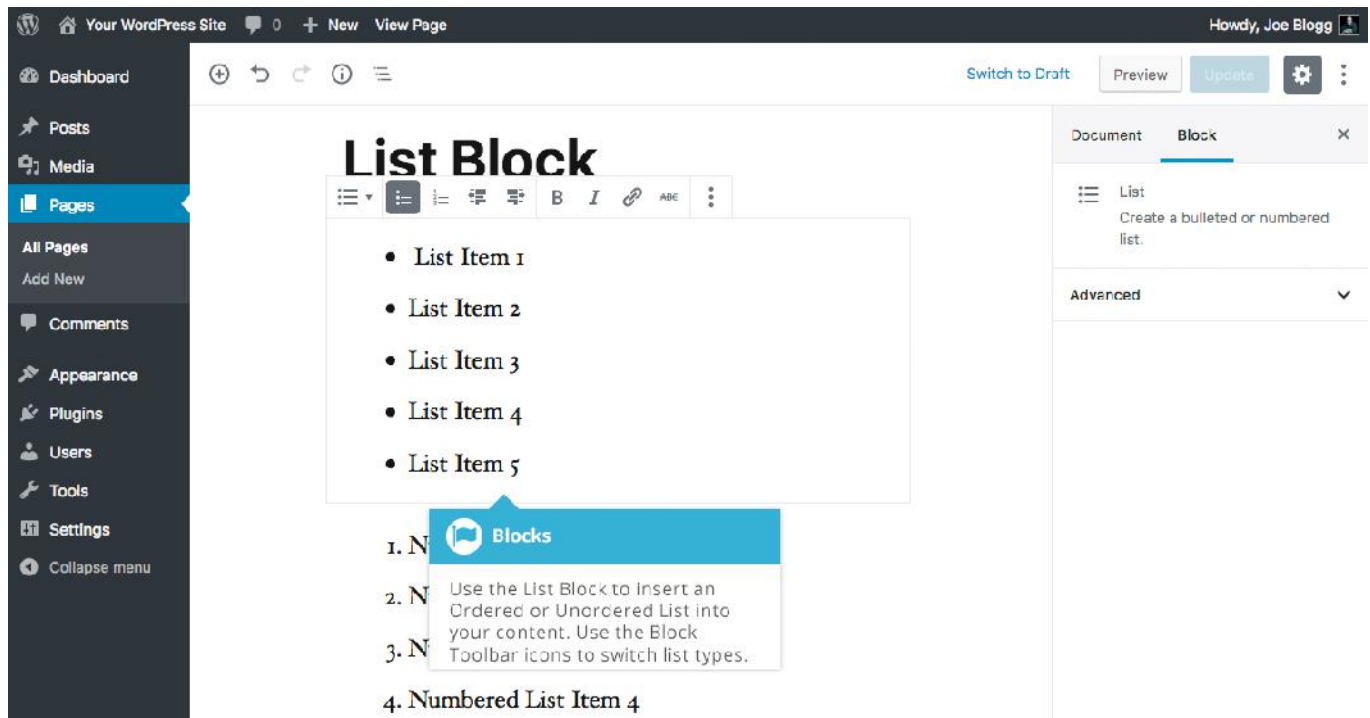 Your WordPress Site 0 + New View Page Howdy, Joe Blogg
Dashboard
Posts
Media
Pages
All Pages
Add New
Comments
Appearance
Plugins
Users
Tools
Settings
Collapse menu
Switch to Draft Preview Update
List Block
B I ABC
• List Item 1
• List Item 2
• List Item 3
• List Item 4
• List Item 5
Blocks
Use the List Block to insert an
Ordered or Unordered List into
your content. Use the Block
Toolbar icons to switch list types.
1. N
2. N
3. N
4. Numbered List Item 4
Document Block ×
List
Create a bulleted or numbered
list.
Advanced